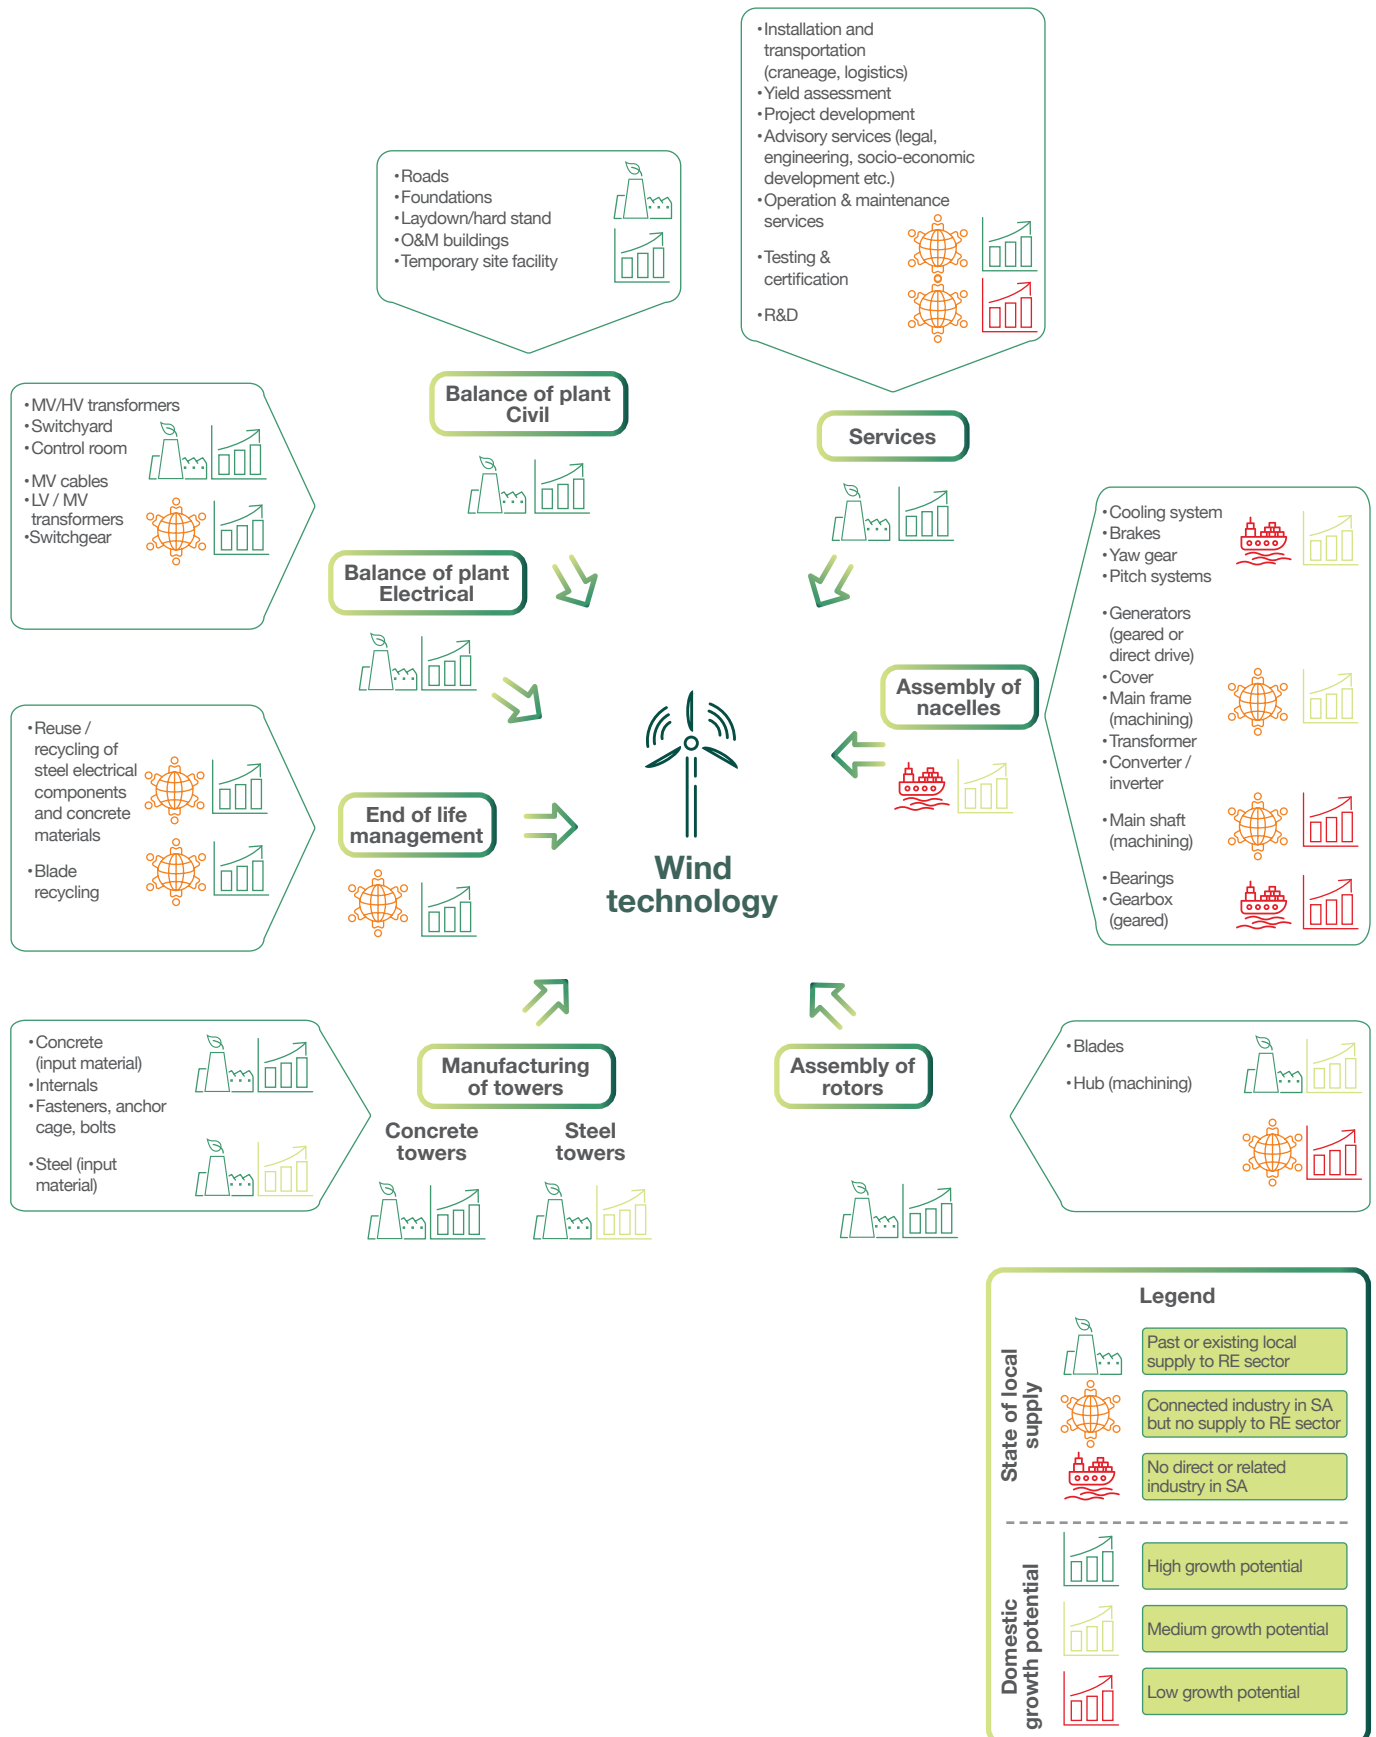 •Installation and
transportation
(craneage, logistics)
•Yield assessment
•Project development
•Advisory services (legal,
engineering, socio-economic
development etc.)
•Operation & maintenance
services
•Testing &
certification
•R&D
•Roads
•Foundations
•Laydown/hard stand
•O&M buildings
•Temporary site facility
Balance of plant
Civil
Services
•MV/HV transformers
•Switchyard
•Control room
•MV cables
•LV / MV
transformers
•Switchgear
Balance of plant
Electrical
•Cooling system
•Brakes
•Yaw gear
•Pitch systems
•Generators
(geared or
direct drive)
•Cover
•Main frame
(machining)
•Transformer
•Converter /
inverter
•Main shaft
(machining)
•Bearings
•Gearbox
(geared)
Assembly of
nacelles
•Reuse /
recycling of
steel electrical
components
and concrete
materials
•Blade
recycling
End of life
management
Wind
technology
•Concrete
(input material)
•Internals
•Fasteners, anchor
cage, bolts
•Steel (input
material)
Manufacturing
of towers
Concrete
towers
Steel
towers
Assembly of
rotors
•Blades
•Hub (machining)
Legend
State of local
supply
Past or existing local
supply to RE sector
Connected industry in SA
but no supply to RE sector
No direct or related
industry in SA
Domestic
growth potential
High growth potential
Medium growth potential
Low growth potential